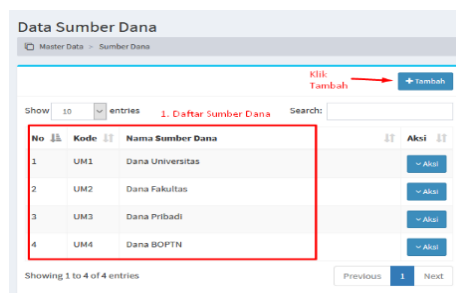 Data Sumber Dana
Master Data > Sumber Dana
Klik
Tambah
+ Tambah
Show 10 entries
1. Daftar Sumber Dana
Search:
No Kode Nama Sumber Dana Aksi
1 UM1 Dana Universitas Aksi
2 UM2 Dana Fakultas Aksi
3 UM3 Dana Pribadi Aksi
4 UM4 Dana BOPTN Aksi
Showing 1 to 4 of 4 entries
Previous 1 Next